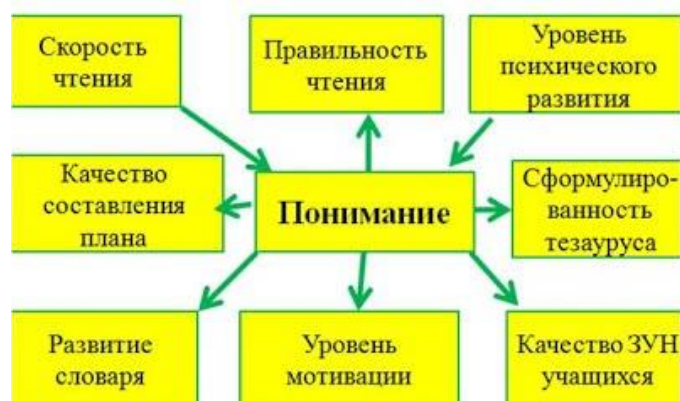 Скорость
чтения
Правильность
чтения
Уровень
психического
развития
Качество
составления
плана
Понимание
Сформулиро-
ванность
тезауруса
Развитие
словаря
Уровень
мотивации
Качество ЗУН
учащихся